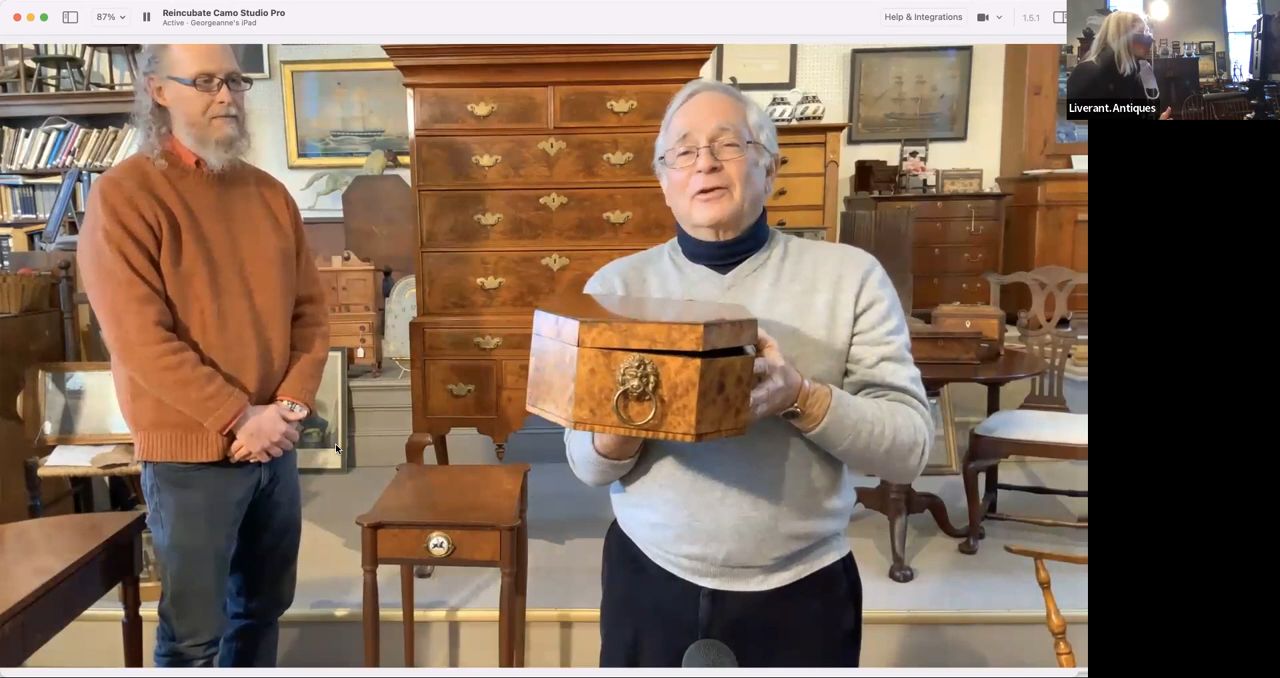 87%
Reincubate Camo Studio Pro
Active · Georgeanne's iPad
Help & Integrations
1.5.1
Liverant.Antiques